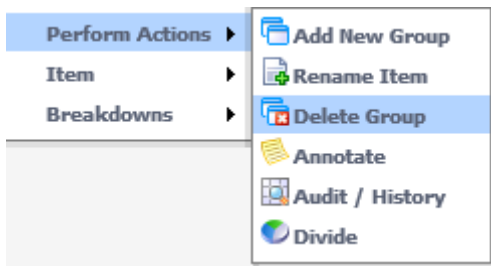 Perform Actions
Item
Breakdowns
Add New Group
Rename Item
Delete Group
Annotate
Audit / History
Divide